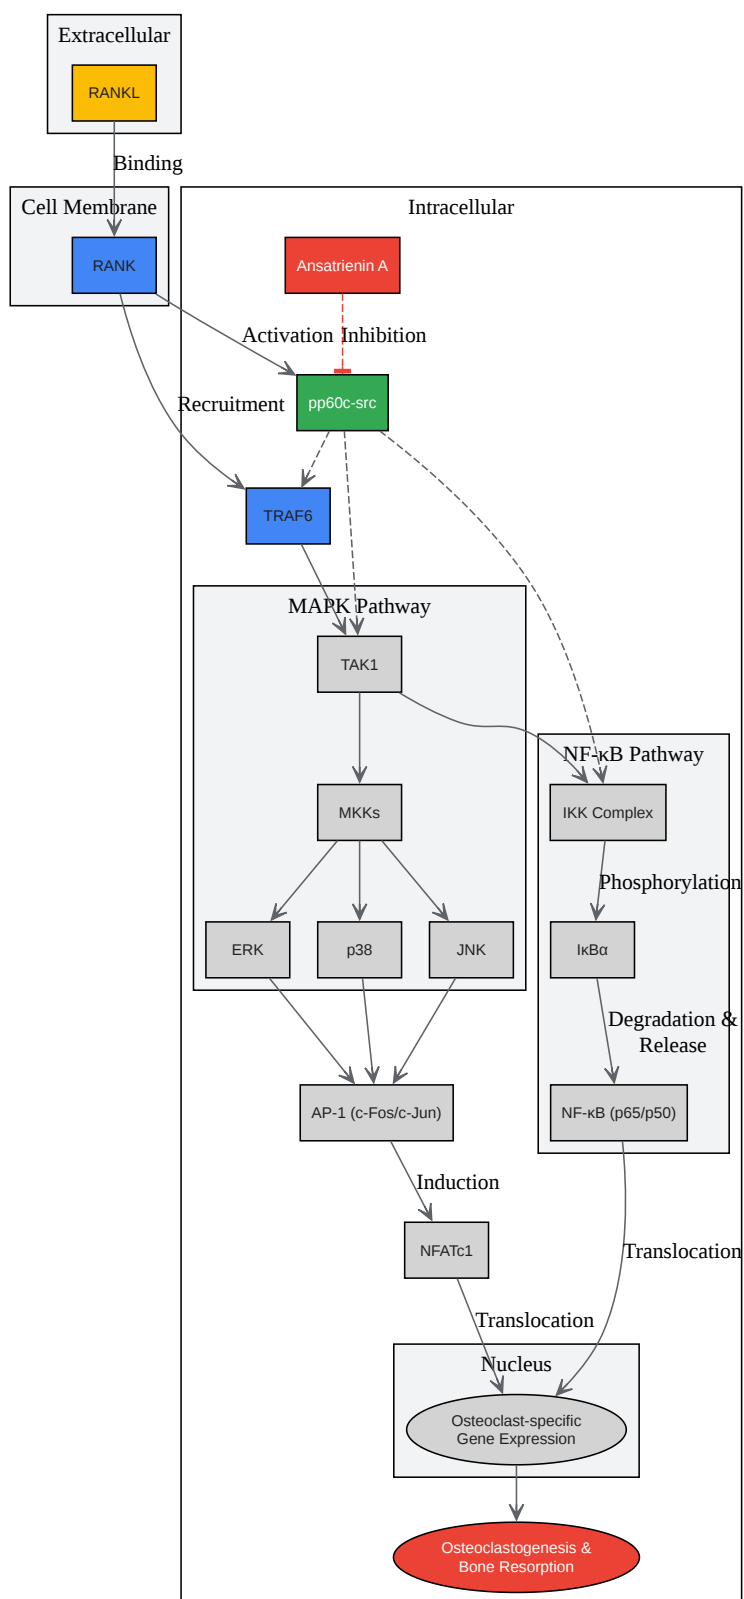 Extracellular
RANKL
Binding
Cell Membrane
Intracellular
RANK
Ansatrienin A
Activation
Inhibition
pp60c-src
Recruitment
TRAF6
MAPK Pathway
TAK1
NF-κB Pathway
MKKs
IKK Complex
Phosphorylation
ERK
p38
JNK
IκBα
Degradation &
Release
AP-1 (c-Fos/c-Jun)
NF-κB (p65/p50)
Induction
NFATc1
Translocation
Translocation
Nucleus
Osteoclast-specific
Gene Expression
Osteoclastogenesis &
Bone Resorption